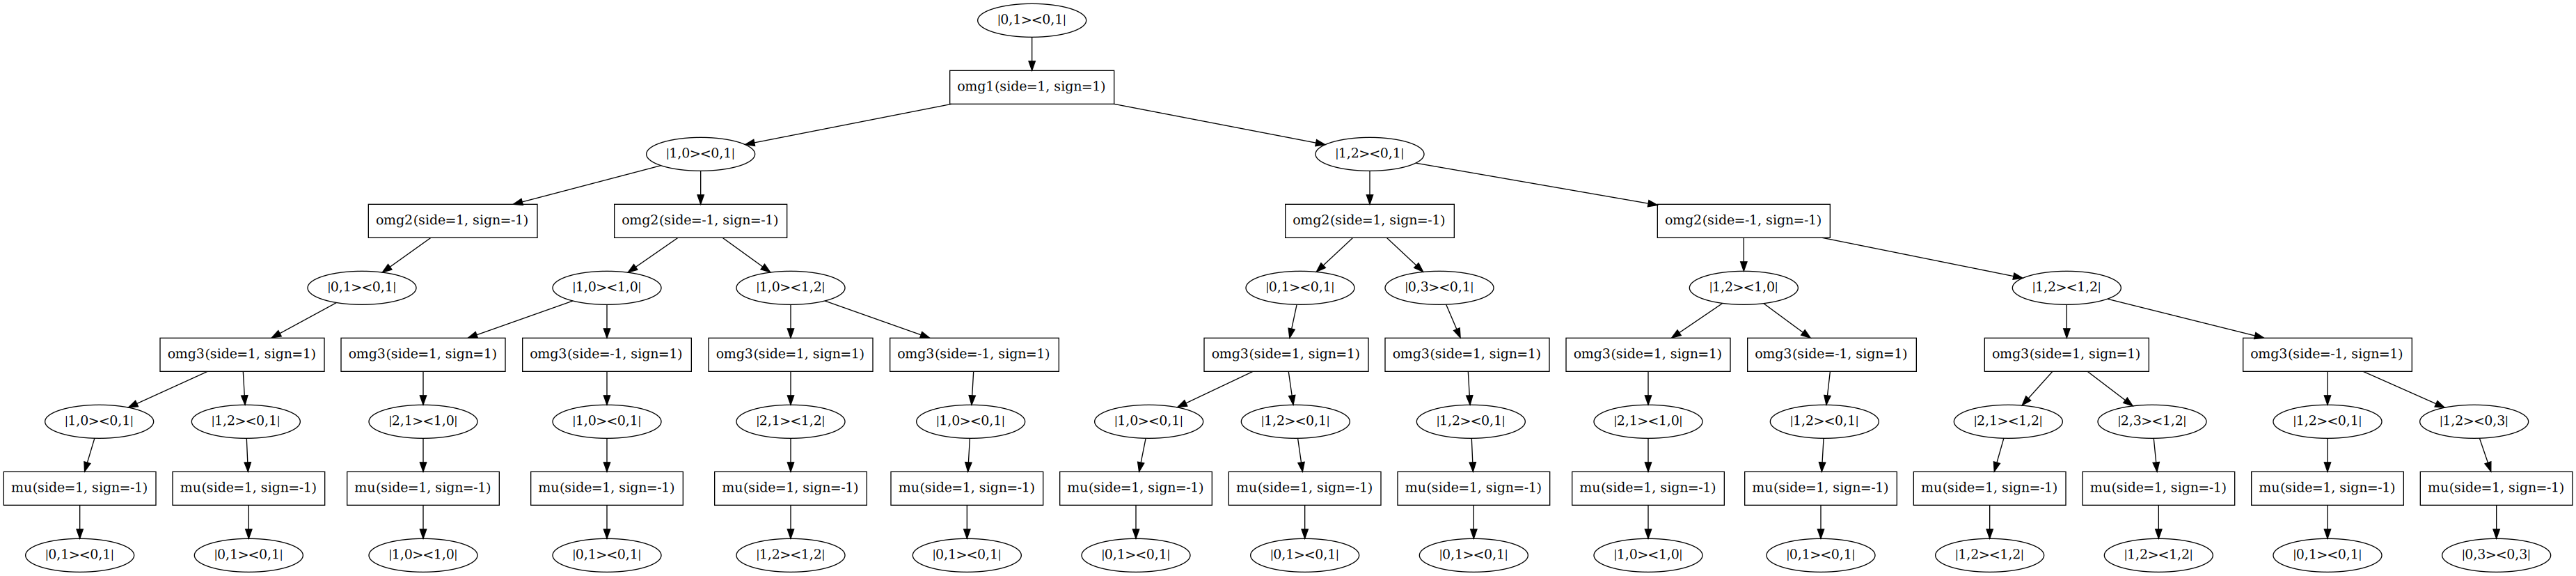 |0,1><0,1|
omg1(side=1, sign=1)
|1,0><0,1| |1,2><0,1|
omg2(side=1, sign=-1) omg2(side=-1, sign=-1) omg2(side=1, sign=-1) omg2(side=-1, sign=-1)
|0,1><0,1| |1,0><1,0| |1,0><1,2| |0,1><0,1| |0,3><0,1| |1,2><1,0| |1,2><1,2|
omg3(side=1, sign=1) omg3(side=1, sign=1) omg3(side=-1, sign=1) omg3(side=1, sign=1) omg3(side=-1, sign=1) omg3(side=1, sign=1) omg3(side=1, sign=1) omg3(side=1, sign=1) omg3(side=-1, sign=1) omg3(side=1, sign=1) omg3(side=-1, sign=1)
|1,0><0,1| |1,2><0,1| |2,1><1,0| |1,0><0,1| |2,1><1,2| |1,0><0,1| |1,0><0,1| |1,2><0,1| |1,2><0,1| |2,1><1,0| |1,2><0,1| |2,1><1,2| |2,3><1,2| |1,2><0,1| |1,2><0,3|
mu(side=1, sign=-1) mu(side=1, sign=-1) mu(side=1, sign=-1) mu(side=1, sign=-1) mu(side=1, sign=-1) mu(side=1, sign=-1) mu(side=1, sign=-1) mu(side=1, sign=-1) mu(side=1, sign=-1) mu(side=1, sign=-1) mu(side=1, sign=-1) mu(side=1, sign=-1) mu(side=1, sign=-1) mu(side=1, sign=-1) mu(side=1, sign=-1)
|0,1><0,1| |0,1><0,1| |1,0><1,0| |0,1><0,1| |1,2><1,2| |0,1><0,1| |0,1><0,1| |0,1><0,1| |0,1><0,1| |1,0><1,0| |0,1><0,1| |1,2><1,2| |1,2><1,2| |0,1><0,1| |0,3><0,3|